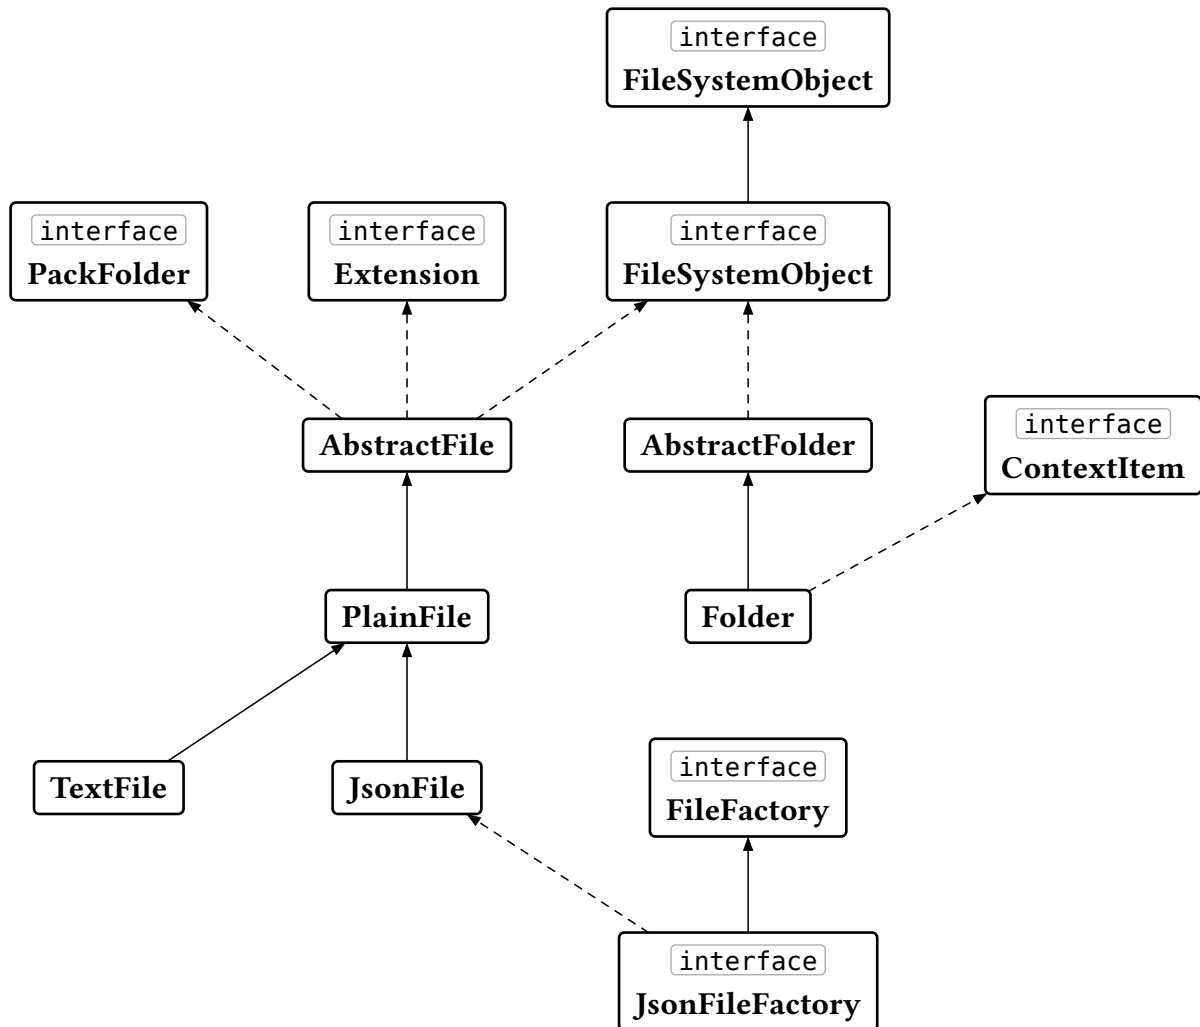 interface
FileSystemObject
interface
PackFolder
interface
Extension
interface
FileSystemObject
AbstractFile
AbstractFolder
interface
ContextItem
PlainFile
Folder
TextFile
JsonFile
interface
FileFactory
interface
JsonFileFactory